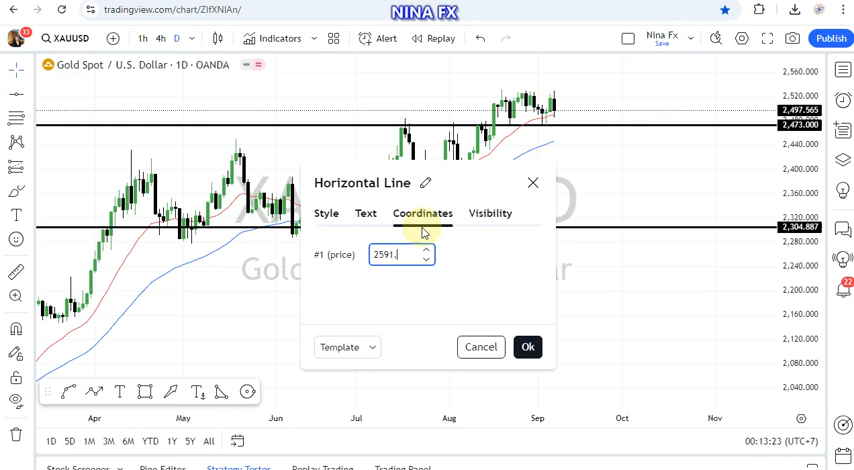 NINA FX
tradingview.com/chart/ZIfXNIAn/
33 XAUUSD 1h 4h D Indicators Alert Replay Nina Fx Save Publish
Gold Spot / U.S. Dollar · 1D · OANDA
2,560.000
2,520.000
2,497.565
2,473.000
2,440.000
2,400.000
2,360.000
2,320.000
2,304.887
2,280.000
2,240.000
2,200.000
2,160.000
2,120.000
2,080.000
2,040.000
Horizontal Line
Style Text Coordinates Visibility
#1 (price) 2591,
Template Cancel Ok
22
Apr May Jun Jul Aug Sep Oct Nov
1D 5D 1M 3M 6M YTD 1Y 5Y All 00:13:23 (UTC+7)
Stock Screener Pine Editor Strategy Tester Replay Trading Trading Panel